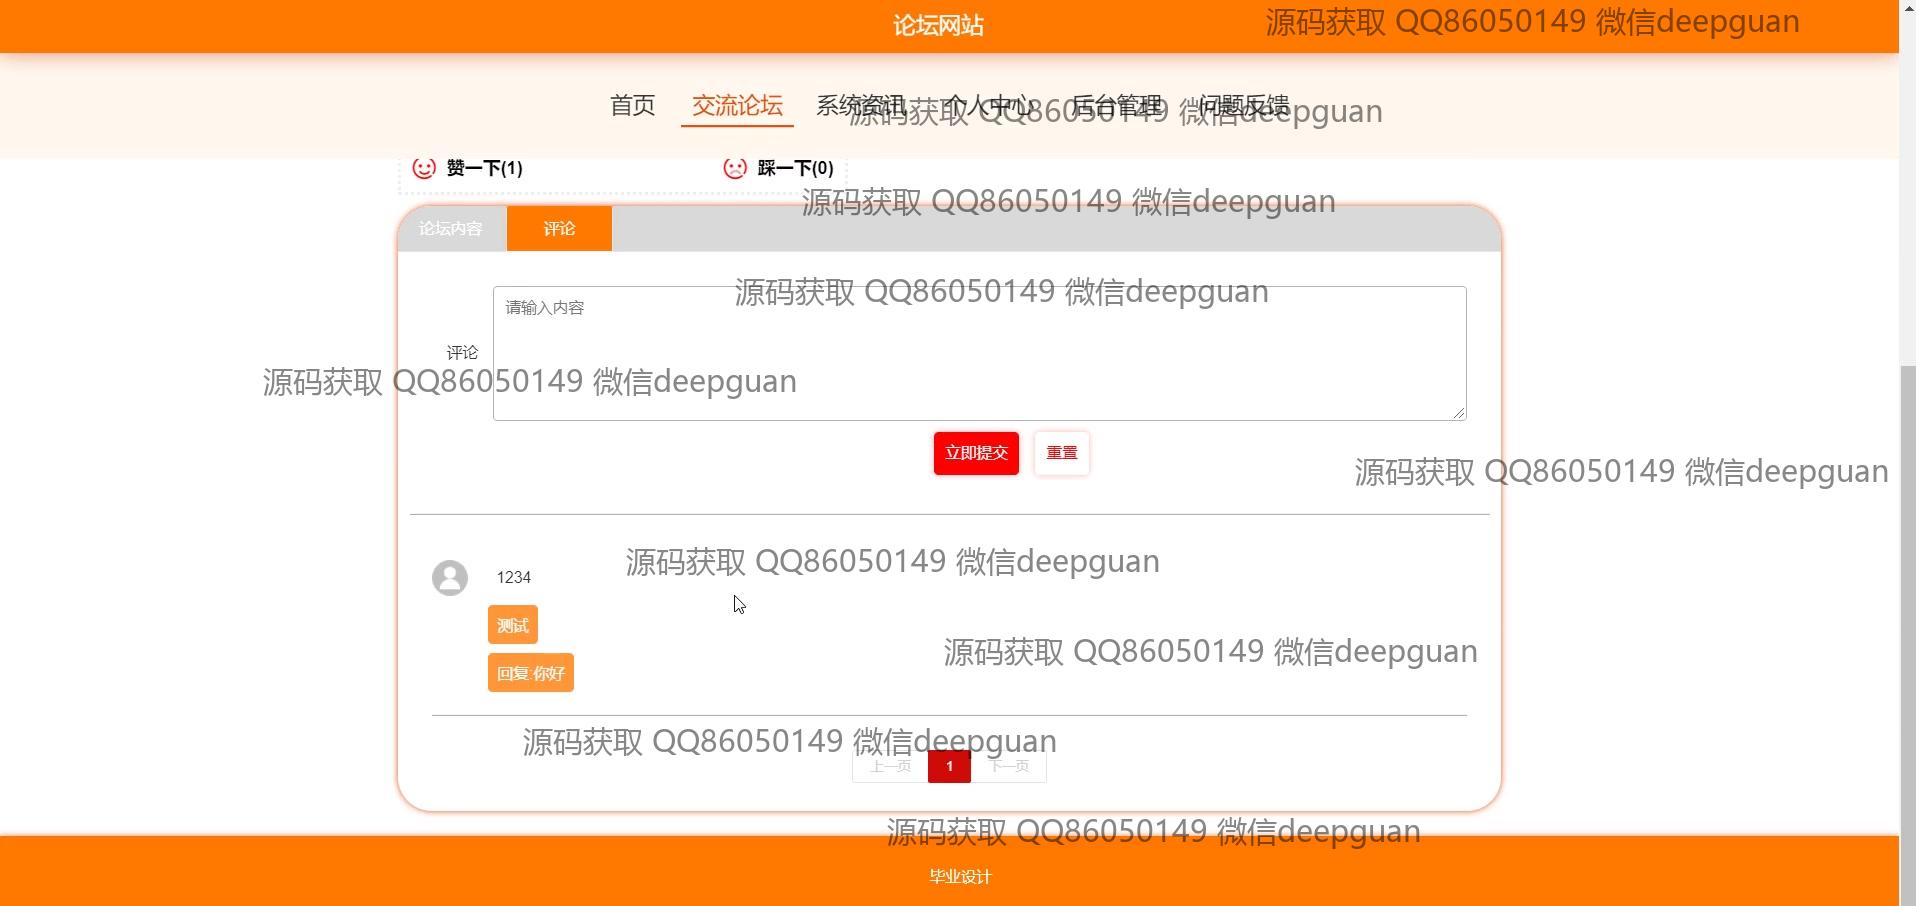 论坛网站
源码获取 QQ86050149 微信deepguan
首页 交流论坛 系统资讯 个人中心 后台管理 问题反馈
源码获取 QQ86050149 微信deepguan
赞一下(1) 踩一下(0)
源码获取 QQ86050149 微信deepguan
论坛内容 评论
源码获取 QQ86050149 微信deepguan
请输入内容
评论
源码获取 QQ86050149 微信deepguan
立即提交 重置
源码获取 QQ86050149 微信deepguan
源码获取 QQ86050149 微信deepguan
1234
测试
源码获取 QQ86050149 微信deepguan
回复:你好
源码获取 QQ86050149 微信deepguan
上一页 1 下一页
源码获取 QQ86050149 微信deepguan
毕业设计